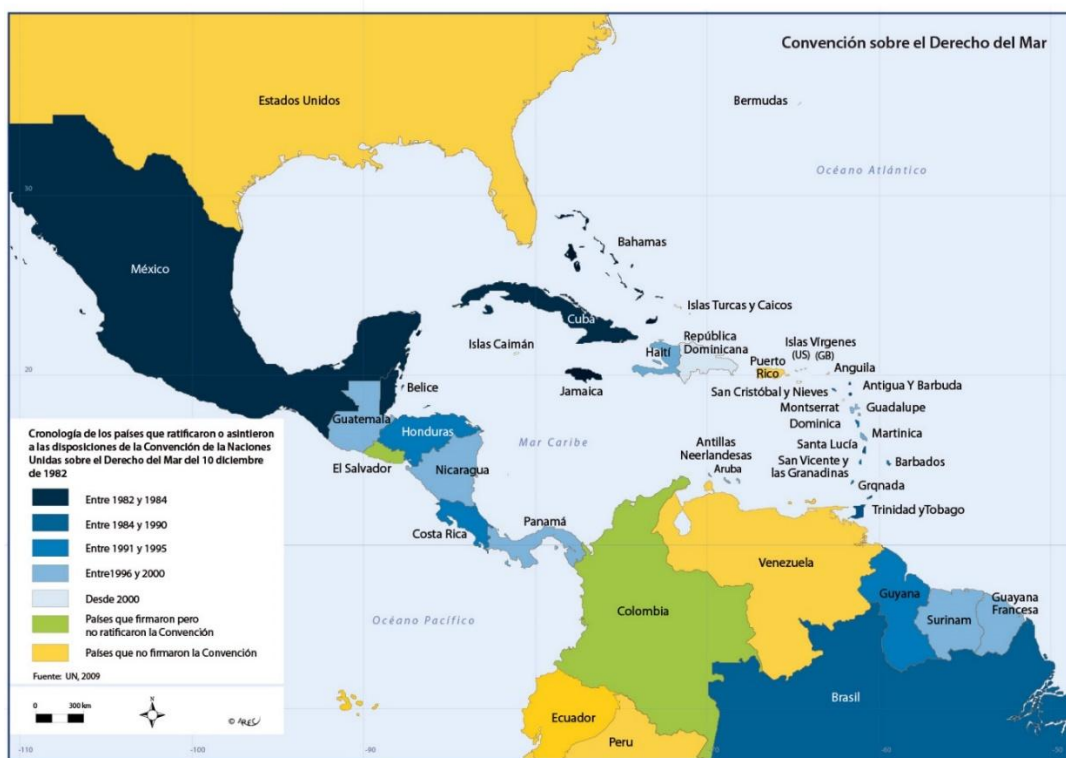 Convención sobre el Derecho del Mar
Estados Unidos
Bermudas
Océano Atlántico
30
México
Bahamas
Cuba
Islas Turcas y Caicos
Islas Caimán
Haití
República
Dominicana
Puerto
Rico
Islas Vírgenes
(US) (GB)
Anguila
20
Belice
Jamaica
San Cristóbal y Nieves
Antigua Y Barbuda
Montserrat
Guadalupe
Guatemala
Honduras
Mar Caribe
Dominica
Martinica
El Salvador
Nicaragua
Antillas
Neerlandesas
Aruba
Santa Lucía
San Vicente y
las Granadinas
Barbados
Grqnada
Trinidad yTobago
Costa Rica
Panamá
Venezuela
Colombia
Guyana
Surinam
Guayana
Francesa
Océano Pacífico
Brasil
Ecuador
Peru
Cronología de los países que ratificaron o asintieron
a las disposiciones de la Convención de la Naciones
Unidas sobre el Derecho del Mar del 10 diciembre
de 1982
Entre 1982 y 1984
Entre 1984 y 1990
Entre 1991 y 1995
Entre1996 y 2000
Desde 2000
Países que firmaron pero
no ratificaron la Convención
Países que no firmaron la Convención
Fuente: UN, 2009
0 300 km
N
-110
-100
-90
-70
-60
-50